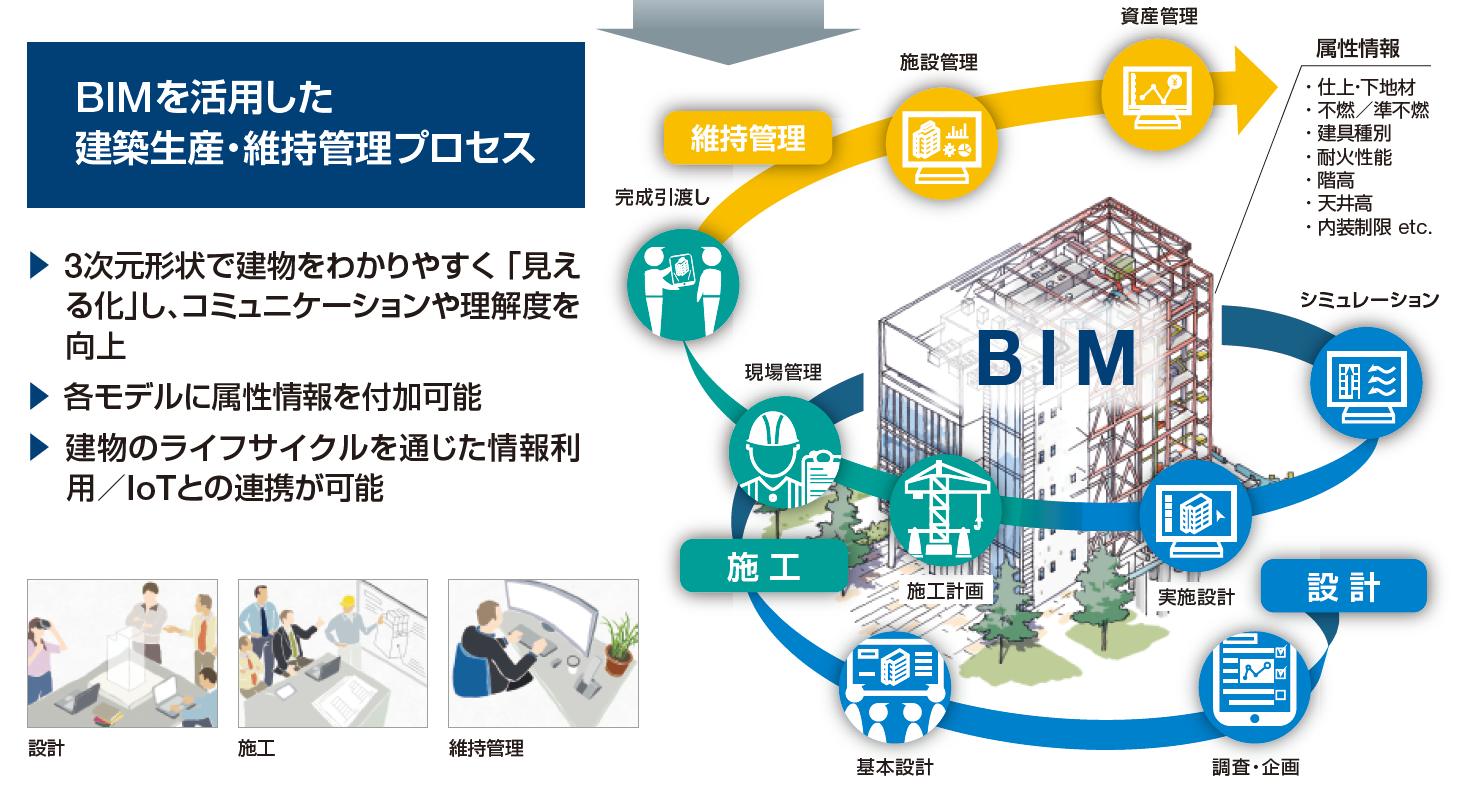 BIMを活用した
建築生産・維持管理プロセス
3次元形状で建物をわかりやすく「見え
る化」し、コミュニケーションや理解度を
向上
各モデルに属性情報を付加可能
建物のライフサイクルを通じた情報利
用／IoTとの連携が可能
設計
施工
維持管理
資産管理
施設管理
維持管理
完成引渡し
属性情報
・仕上・下地材
・不燃／準不燃
・建具種別
・耐火性能
・階高
・天井高
・内装制限 etc.
シミュレーション
BIM
現場管理
施工
施工計画
実施設計
設計
基本設計
調査・企画